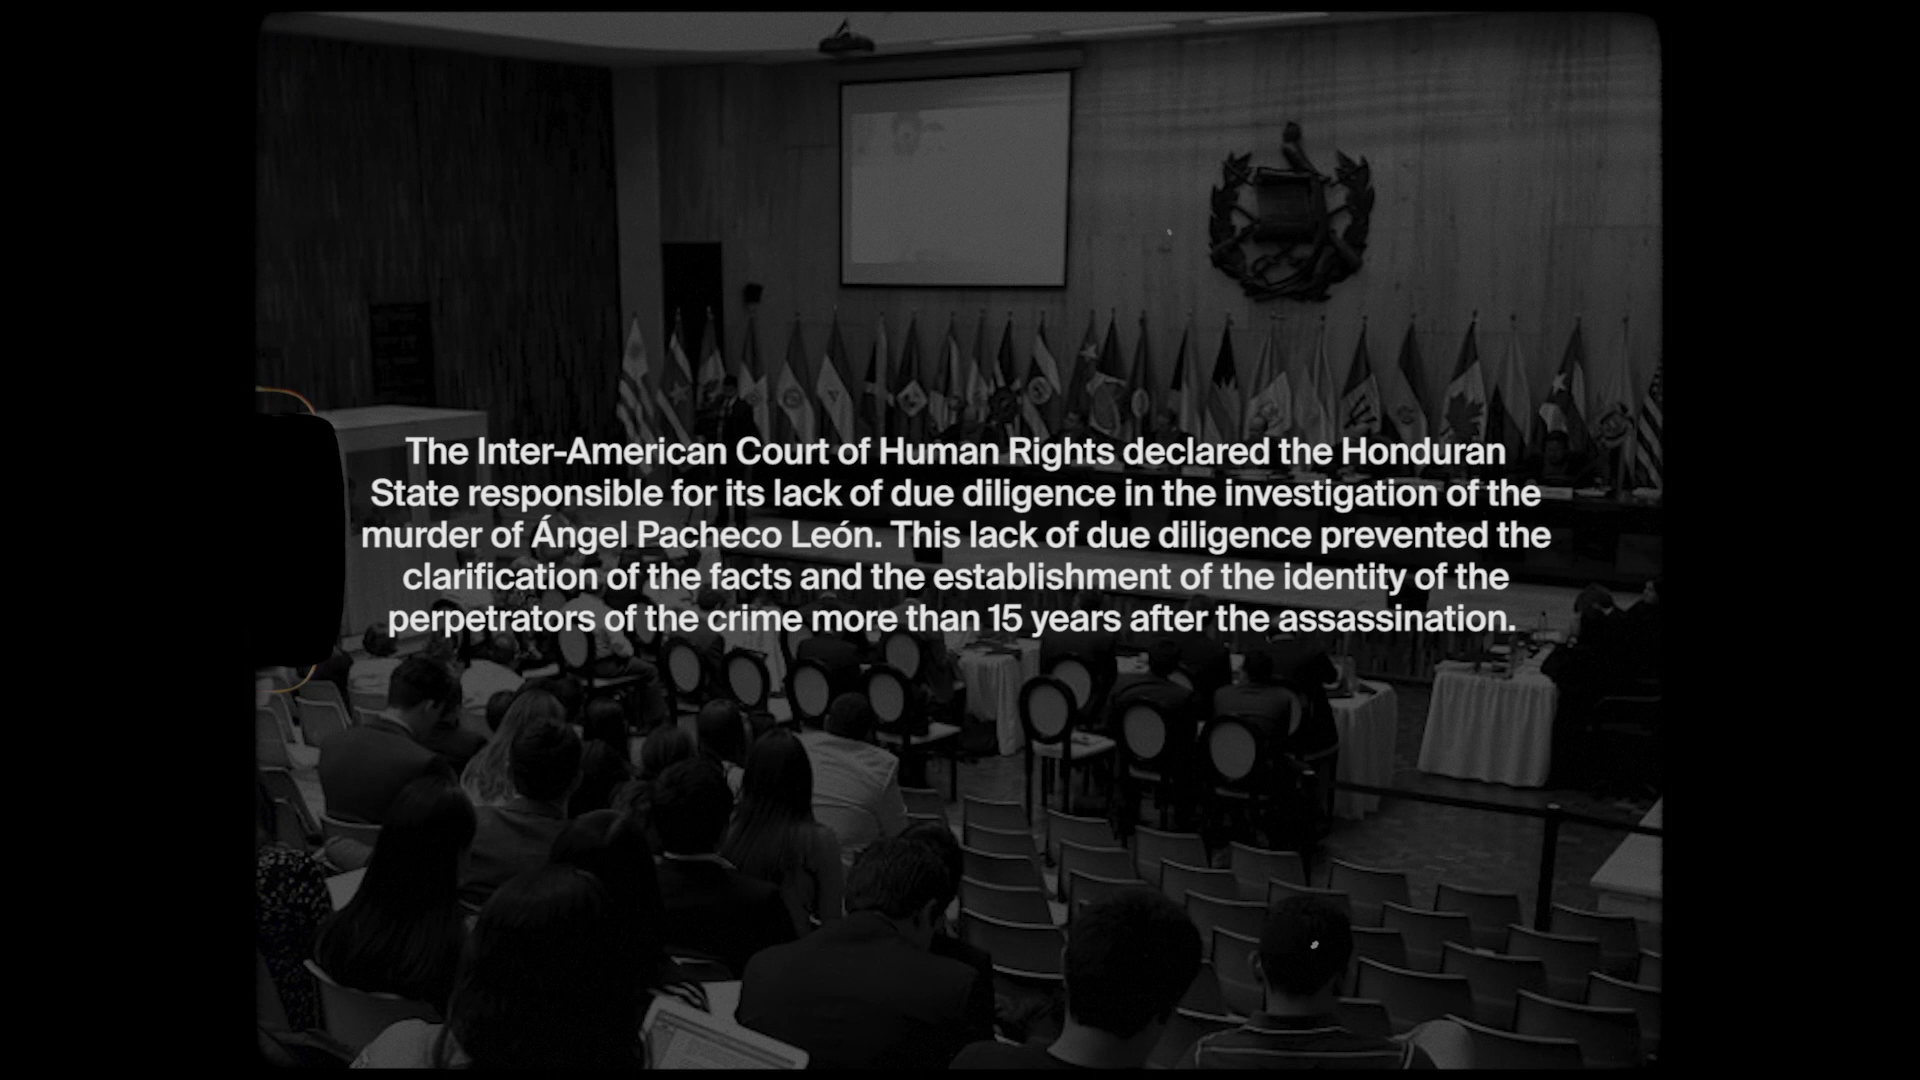 The Inter-American Court of Human Rights declared the Honduran
State responsible for its lack of due diligence in the investigation of the
murder of Ángel Pacheco León. This lack of due diligence prevented the
clarification of the facts and the establishment of the identity of the
perpetrators of the crime more than 15 years after the assassination.